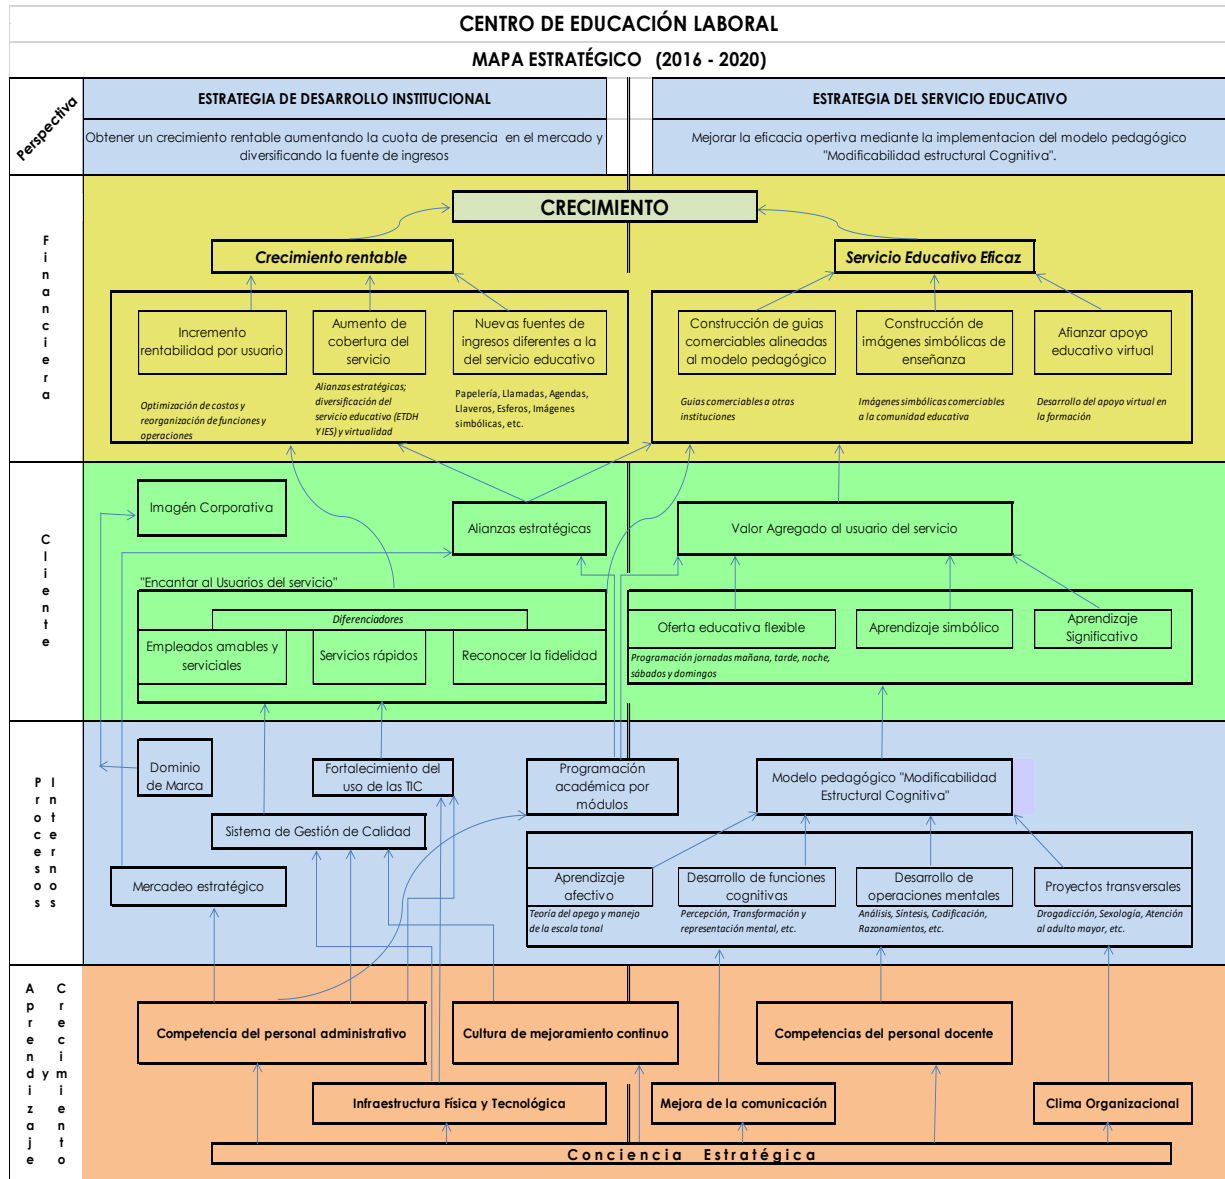 CENTRO DE EDUCACIÓN LABORAL
MAPA ESTRATÉGICO (2016 - 2020)
Perspectiva
ESTRATEGIA DE DESARROLLO INSTITUCIONAL
Obtener un crecimiento rentable aumentando la cuota de presencia en el mercado y
diversificando la fuente de ingresos
ESTRATEGIA DEL SERVICIO EDUCATIVO
Mejorar la eficacia opertiva mediante la implementacion del modelo pedagógico
"Modificabilidad estructural Cognitiva".
Financiera
CRECIMIENTO
Crecimiento rentable
Servicio Educativo Eficaz
Incremento
rentabilidad por usuario
Aumento de
cobertura del
servicio
Nuevas fuentes de
ingresos diferentes a la
del servicio educativo
Construcción de guias
comerciables alineadas
al modelo pedagógico
Construcción de
imágenes simbólicas de
enseñanza
Afianzar apoyo
educativo virtual
Optimización de costos y
reorganización de funciones y
operaciones
Alianzas estratégicas;
diversificación del
servicio educativo (ETDH
Y IES) y virtualidad
Papelería, Llamadas, Agendas,
Llaveros, Esferos, Imágenes
simbólicas, etc.
Guias comerciables a otras
instituciones
Imágenes simbólicas comerciables
a la comunidad educativa
Desarrollo del apoyo virtual en
la formación
Cliente
Imagén Corporativa
Alianzas estratégicas
Valor Agregado al usuario del servicio
"Encantar al Usuarios del servicio"
Diferenciadores
Empleados amables y
serviciales
Servicios rápidos
Reconocer la fidelidad
Oferta educativa flexible
Aprendizaje simbólico
Aprendizaje
Significativo
Programación jornadas mañana, tarde, noche,
sábados y domingos
Procesos
Internos
Dominio
de Marca
Fortalecimiento del
uso de las TIC
Programación
académica por
módulos
Modelo pedagógico "Modificabilidad
Estructural Cognitiva"
Sistema de Gestión de Calidad
Mercadeo estratégico
Aprendizaje
afectivo
Desarrollo de funciones
cognitivas
Desarrollo de
operaciones mentales
Proyectos transversales
Teoría del apego y manejo
de la escala tonal
Percepción, Transformación y
representación mental, etc.
Análisis, Síntesis, Codificación,
Razonamientos, etc.
Drogadicción, Sexología, Atención
al adulto mayor, etc.
Aprendizaje
y
Crecimiento
Competencia del personal administrativo
Cultura de mejoramiento continuo
Competencias del personal docente
Infraestructura Física y Tecnológica
Mejora de la comunicación
Clima Organizacional
Conciencia Estratégica